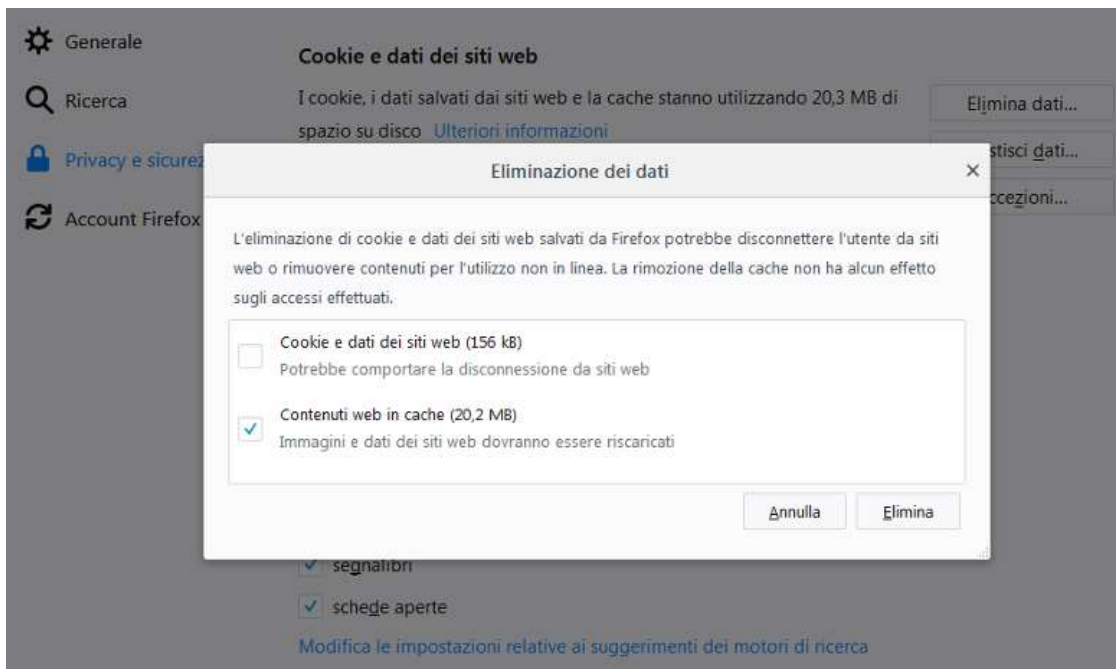 Generale
Ricerca
Privacy e sicurez
Account Firefox
Cookie e dati dei siti web
I cookie, i dati salvati dai siti web e la cache stanno utilizzando 20,3 MB di
spazio su disco Ulteriori informazioni
Elimina dati...
stisci dati...
ccezioni...
Eliminazione dei dati
L'eliminazione di cookie e dati dei siti web salvati da Firefox potrebbe disconnettere l'utente da siti
web o rimuovere contenuti per l'utilizzo non in linea. La rimozione della cache non ha alcun effetto
sugli accessi effettuati.
Cookie e dati dei siti web (156 kB)
Potrebbe comportare la disconnessione da siti web
Contenuti web in cache (20,2 MB)
Immagini e dati dei siti web dovranno essere riscaricati
Annulla
Elimina
segnalibri
schede aperte
Modifica le impostazioni relative ai suggerimenti dei motori di ricerca